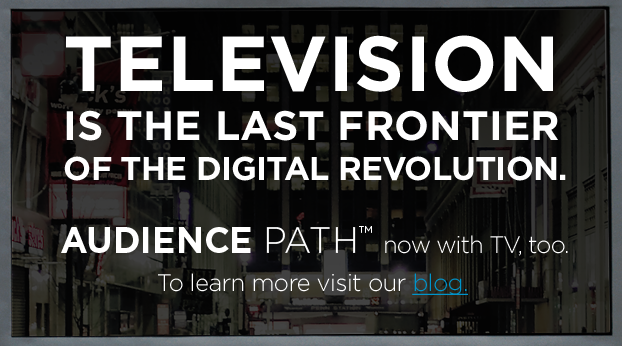 TELEVISION
IS THE LAST FRONTIER
OF THE DIGITAL REVOLUTION.
AUDIENCE PATH™ now with TV, too.
To learn more visit our blog.